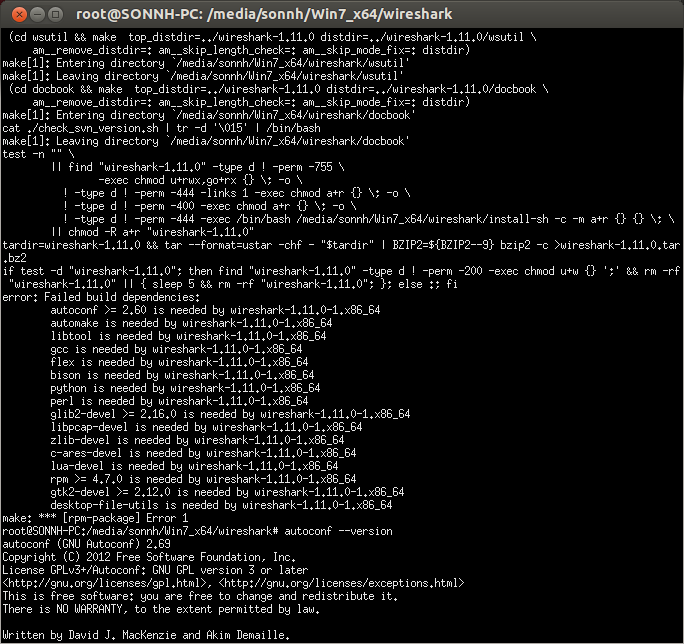 root@SONNH-PC: /media/sonnh/Win7_x64/wireshark
(cd wsutil && make  top_distdir=../wireshark-1.11.0 distdir=../wireshark-1.11.0/wsutil \
     am__remove_distdir=: am__skip_length_check=: am__skip_mode_fix=: distdir)
make[1]: Entering directory `/media/sonnh/Win7_x64/wireshark/wsutil'
make[1]: Leaving directory `/media/sonnh/Win7_x64/wireshark/wsutil'
 (cd docbook && make  top_distdir=../wireshark-1.11.0 distdir=../wireshark-1.11.0/docbook \
     am__remove_distdir=: am__skip_length_check=: am__skip_mode_fix=: distdir)
make[1]: Entering directory `/media/sonnh/Win7_x64/wireshark/docbook'
cat ./check_svn_version.sh | tr -d '\015' | /bin/bash
make[1]: Leaving directory `/media/sonnh/Win7_x64/wireshark/docbook'
test -n "" \
        || find "wireshark-1.11.0" -type d ! -perm -755 \
                -exec chmod u+rwx,go+rx {} \; -o \
          ! -type d ! -perm -444 -links 1 -exec chmod a+r {} \; -o \
          ! -type d ! -perm -400 -exec chmod a+r {} \; -o \
          ! -type d ! -perm -444 -exec /bin/bash /media/sonnh/Win7_x64/wireshark/install-sh -c -m a+r {} {} \; \
        || chmod -R a+r "wireshark-1.11.0"
tardir=wireshark-1.11.0 && tar --format=ustar -chf - "$tardir" | BZIP2=${BZIP2--9} bzip2 -c >wireshark-1.11.0.tar
.bz2
if test -d "wireshark-1.11.0"; then find "wireshark-1.11.0" -type d ! -perm -200 -exec chmod u+w {} ';' && rm -rf
 "wireshark-1.11.0" || { sleep 5 && rm -rf "wireshark-1.11.0"; }; else :; fi
error: Failed build dependencies:
        autoconf >= 2.60 is needed by wireshark-1.11.0-1.x86_64
        automake is needed by wireshark-1.11.0-1.x86_64
        libtool is needed by wireshark-1.11.0-1.x86_64
        gcc is needed by wireshark-1.11.0-1.x86_64
        flex is needed by wireshark-1.11.0-1.x86_64
        bison is needed by wireshark-1.11.0-1.x86_64
        python is needed by wireshark-1.11.0-1.x86_64
        perl is needed by wireshark-1.11.0-1.x86_64
        glib2-devel >= 2.16.0 is needed by wireshark-1.11.0-1.x86_64
        libpcap-devel is needed by wireshark-1.11.0-1.x86_64
        zlib-devel is needed by wireshark-1.11.0-1.x86_64
        c-ares-devel is needed by wireshark-1.11.0-1.x86_64
        lua-devel is needed by wireshark-1.11.0-1.x86_64
        rpm >= 4.7.0 is needed by wireshark-1.11.0-1.x86_64
        gtk2-devel >= 2.12.0 is needed by wireshark-1.11.0-1.x86_64
        desktop-file-utils is needed by wireshark-1.11.0-1.x86_64
make: *** [rpm-package] Error 1
root@SONNH-PC:/media/sonnh/Win7_x64/wireshark# autoconf --version
autoconf (GNU Autoconf) 2.69
Copyright (C) 2012 Free Software Foundation, Inc.
License GPLv3+/Autoconf: GNU GPL version 3 or later
<http://gnu.org/licenses/gpl.html>, <http://gnu.org/licenses/exceptions.html>
This is free software: you are free to change and redistribute it.
There is NO WARRANTY, to the extent permitted by law.

Written by David J. MacKenzie and Akim Demaille.